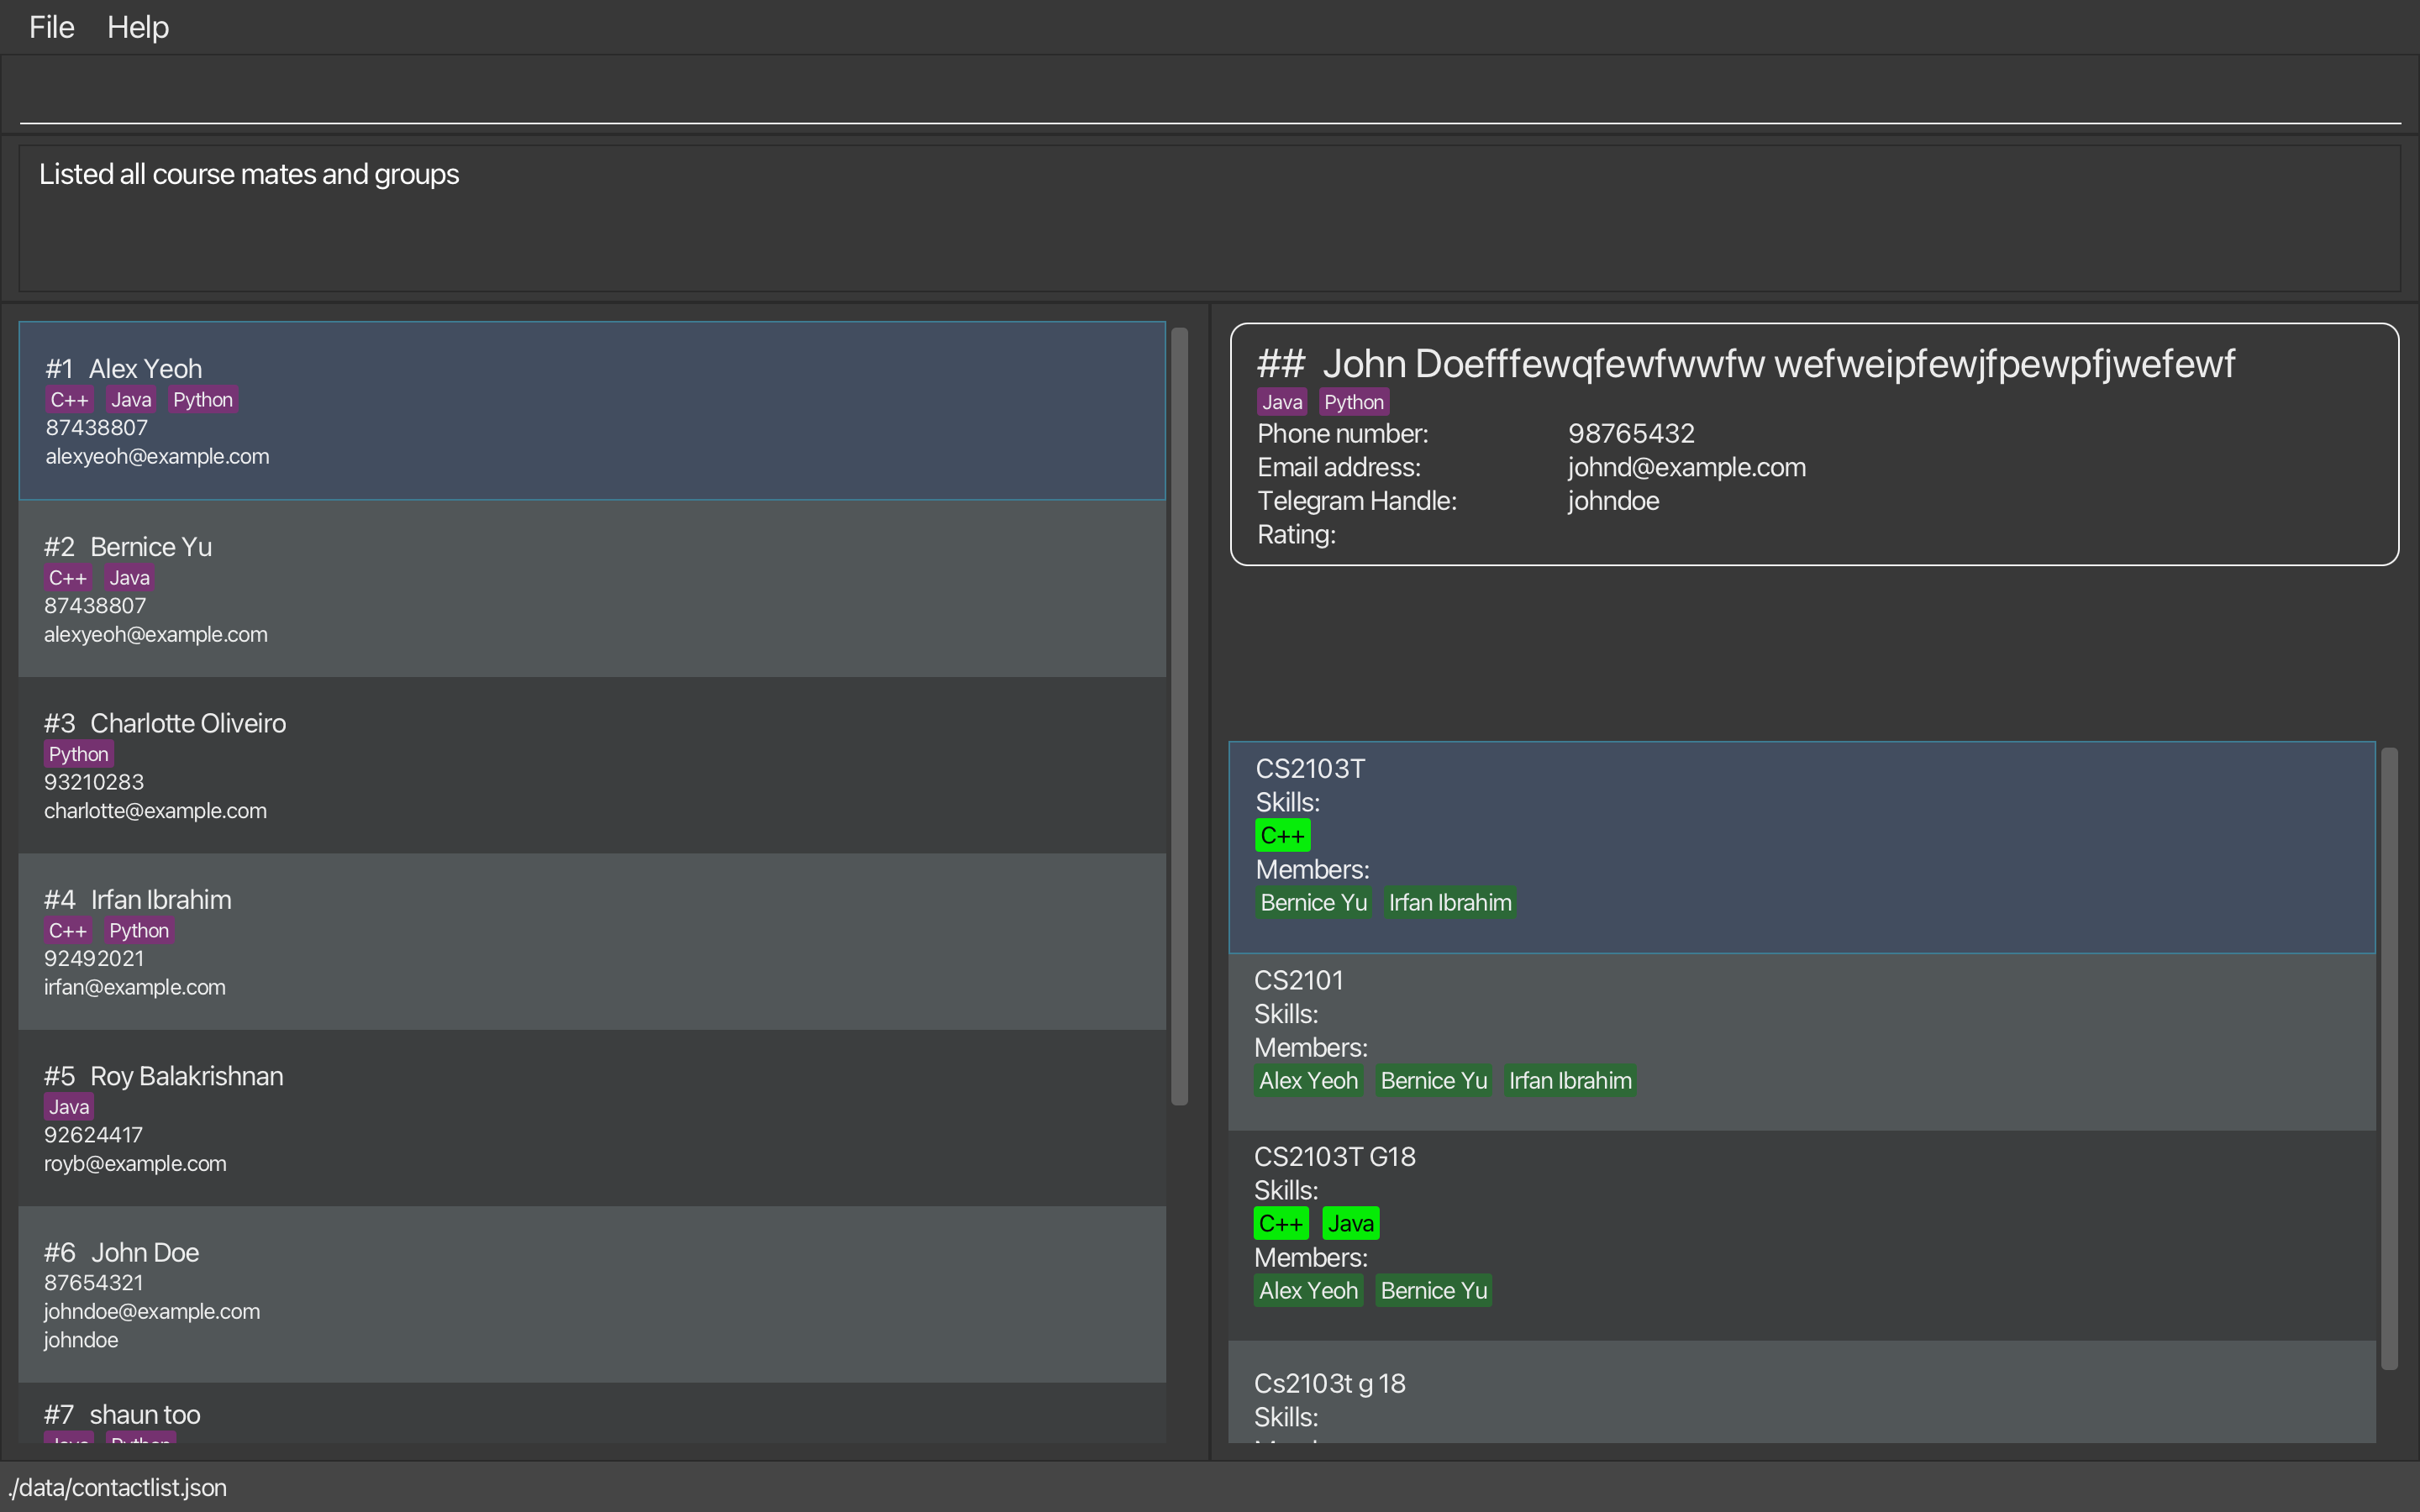 File Help
Listed all course mates and groups
#1 Alex Yeoh
C++ Java Python
87438807
alexyeoh@example.com
#2 Bernice Yu
C++ Java
87438807
alexyeoh@example.com
#3 Charlotte Oliveiro
Python
93210283
charlotte@example.com
#4 Irfan Ibrahim
C++ Python
92492021
irfan@example.com
#5 Roy Balakrishnan
Java
92624417
royb@example.com
#6 John Doe
87654321
johndoe@example.com
johndoe
#7 shaun too
Java Python
## John Doefffewqfewfwwfw wefweipfewjfpewpfjwefewf
Java Python
Phone number: 98765432
Email address: johnd@example.com
Telegram Handle: johndoe
Rating:
CS2103T
Skills:
C++
Members:
Bernice Yu Irfan Ibrahim
CS2101
Skills:
Members:
Alex Yeoh Bernice Yu Irfan Ibrahim
CS2103T G18
Skills:
C++ Java
Members:
Alex Yeoh Bernice Yu
Cs2103t g 18
Skills:
./data/contactlist.json